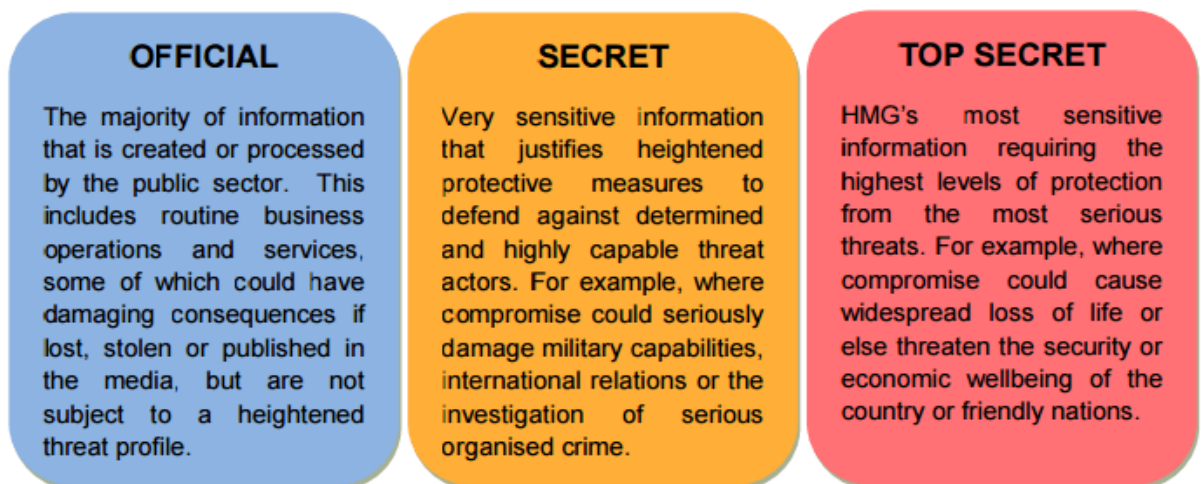 OFFICIAL
The majority of information
that is created or processed
by the public sector. This
includes routine business
operations and services,
some of which could have
damaging consequences if
lost, stolen or published in
the media, but are not
subject to a heightened
threat profile.
SECRET
Very sensitive information
that justifies heightened
protective measures to
defend against determined
and highly capable threat
actors. For example, where
compromise could seriously
damage military capabilities,
international relations or the
investigation of serious
organised crime.
TOP SECRET
HMG's most sensitive
information requiring the
highest levels of protection
from the most serious
threats. For example, where
compromise could cause
widespread loss of life or
else threaten the security or
economic wellbeing of the
country or friendly nations.